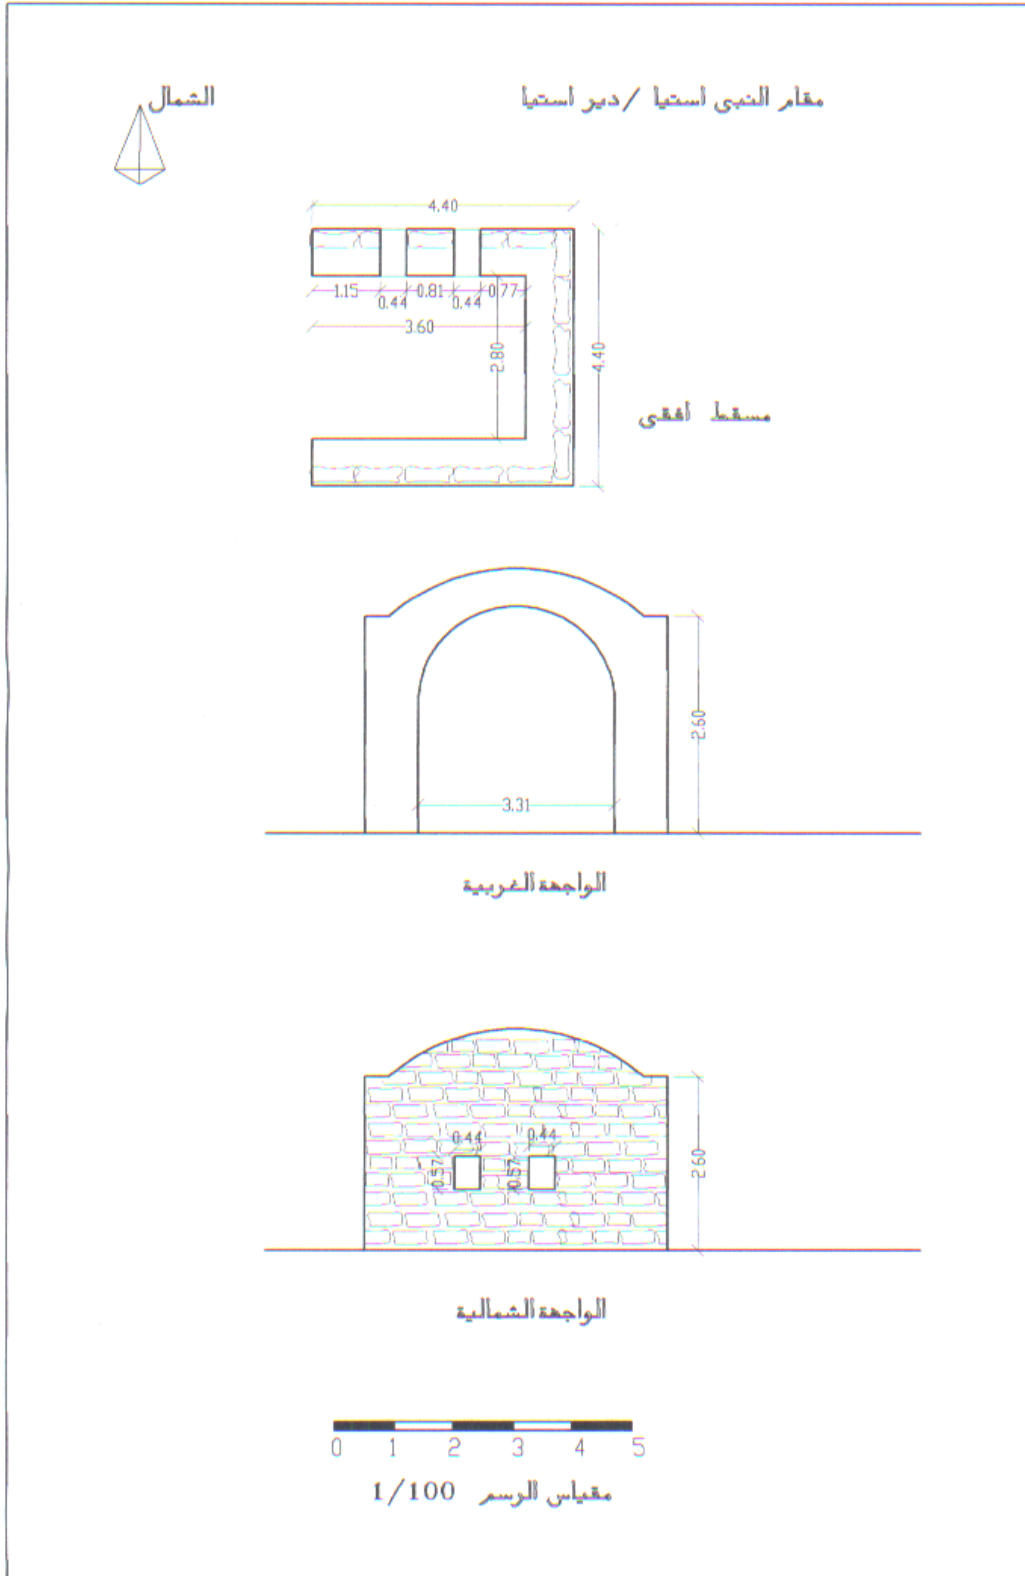 مقام النبي استيا / دير استيا
الشمال
4.40
1.15 0.44 0.81 0.44 0.77
3.60
2.80
4.40
مسقط افقي
2.60
3.31
الواجهة الغربية
0.44 0.44
0.57 0.57
2.60
الواجهة الشمالية
0 1 2 3 4 5
مقياس الرسم 1/100